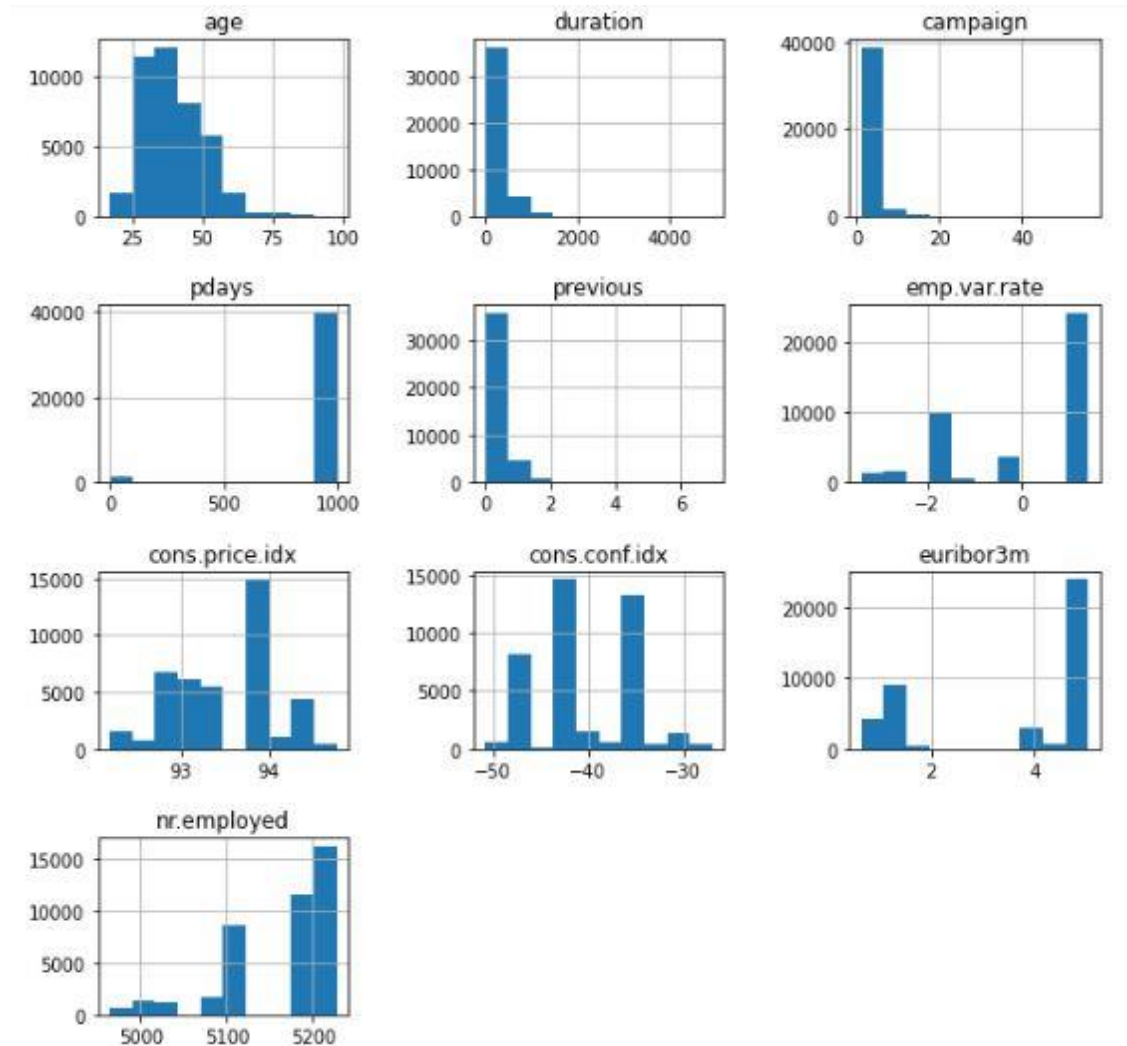 age
10000
5000
0
25 50 75 100
duration
30000
20000
10000
0
0 2000 4000
campaign
40000
20000
0
0 20 40
pdays
40000
20000
0
0 500 1000
previous
30000
20000
10000
0
0 2 4 6
emp.var.rate
20000
10000
0
−2 0
cons.price.idx
15000
10000
5000
0
93 94
cons.conf.idx
15000
10000
5000
0
−50 −40 −30
euribor3m
20000
10000
0
2 4
nr.employed
15000
10000
5000
0
5000 5100 5200